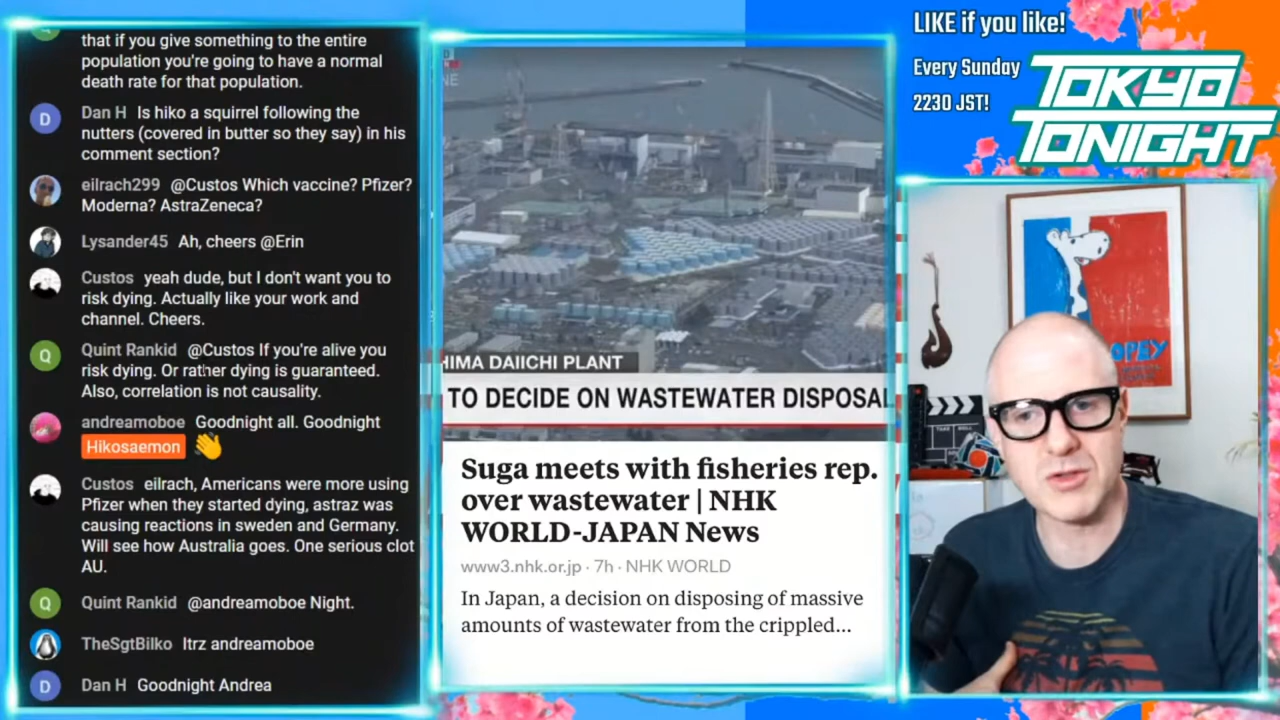 that if you give something to the entire
population you're going to have a normal
death rate for that population.
Dan H Is hiko a squirrel following the
nutters (covered in butter so they say) in his
comment section?
eilrach299 @Custos Which vaccine? Pfizer?
Moderna? AstraZeneca?
Lysander45 Ah, cheers @Erin
Custos yeah dude, but I don't want you to
risk dying. Actually like your work and
channel. Cheers.
Quint Rankid @Custos If you're alive you
risk dying. Or rather dying is guaranteed.
Also, correlation is not causality.
andreamoboe Goodnight all. Goodnight
Hikosaemon
Custos eilrach, Americans were more using
Pfizer when they started dying, astraz was
causing reactions in sweden and Germany.
Will see how Australia goes. One serious clot
AU.
Quint Rankid @andreamoboe Night.
TheSgtBilko Itrz andreamoboe
Dan H Goodnight Andrea
D
D
Q
Q
HIMA DAIICHI PLANT
TO DECIDE ON WASTEWATER DISPOSAL
Suga meets with fisheries rep.
over wastewater | NHK
WORLD-JAPAN News
www3.nhk.or.jp · 7h · NHK WORLD
In Japan, a decision on disposing of massive
amounts of wastewater from the crippled...
LIKE if you like!
Every Sunday
2230 JST!
TOKYO
TONIGHT